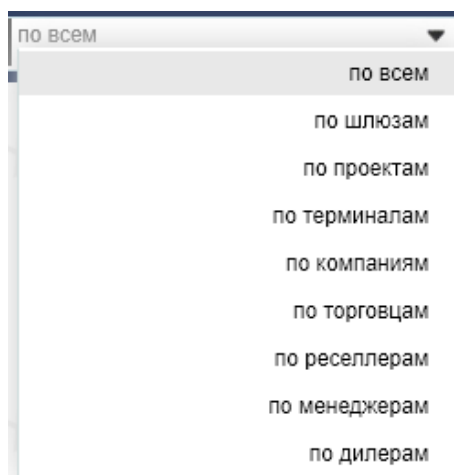 по всем
по всем
по шлюзам
по проектам
по терминалам
по компаниям
по торговцам
по реселлерам
по менеджерам
по дилерам